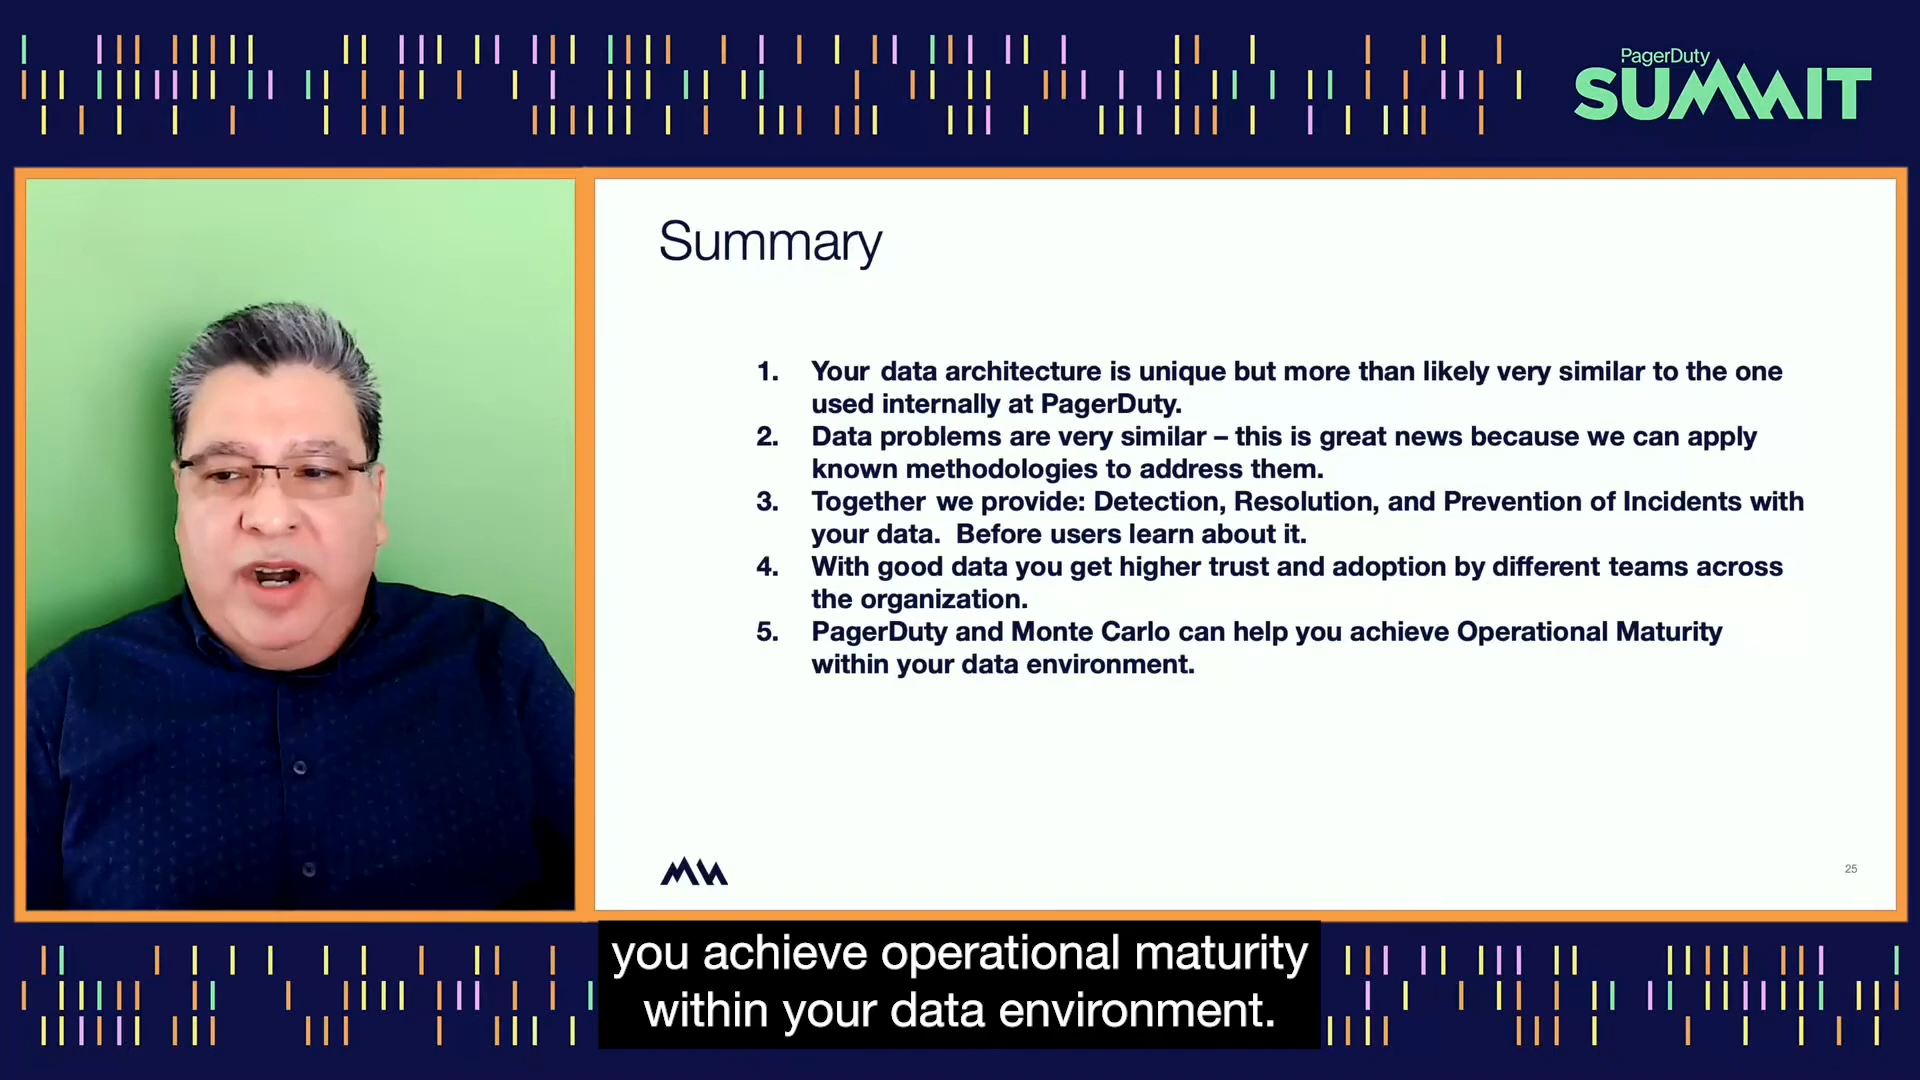 PagerDuty
SUMMIT
Summary
1. Your data architecture is unique but more than likely very similar to the one
used internally at PagerDuty.
2. Data problems are very similar – this is great news because we can apply
known methodologies to address them.
3. Together we provide: Detection, Resolution, and Prevention of Incidents with
your data.  Before users learn about it.
4. With good data you get higher trust and adoption by different teams across
the organization.
5. PagerDuty and Monte Carlo can help you achieve Operational Maturity
within your data environment.
25
you achieve operational maturity
within your data environment.